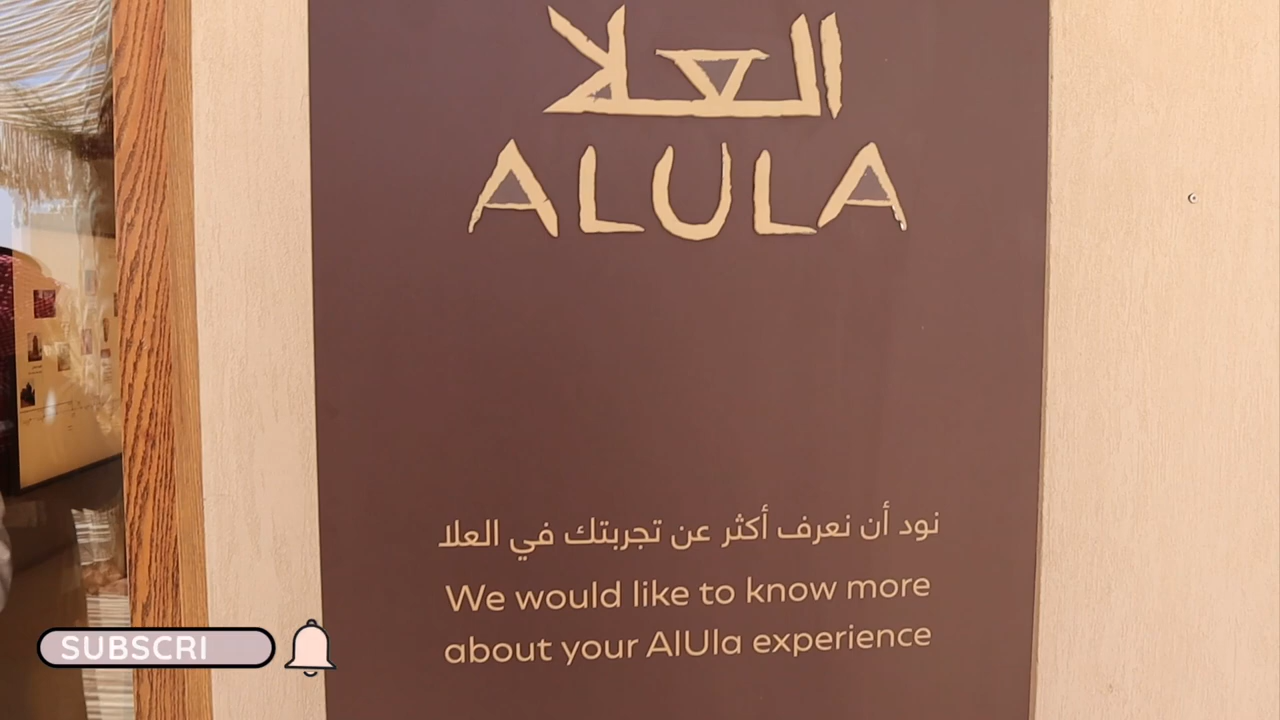 العلا
ALULA
نود أن نعرف أكثر عن تجربتك في العلا
We would like to know more
about your AlUla experience
SUBSCRI